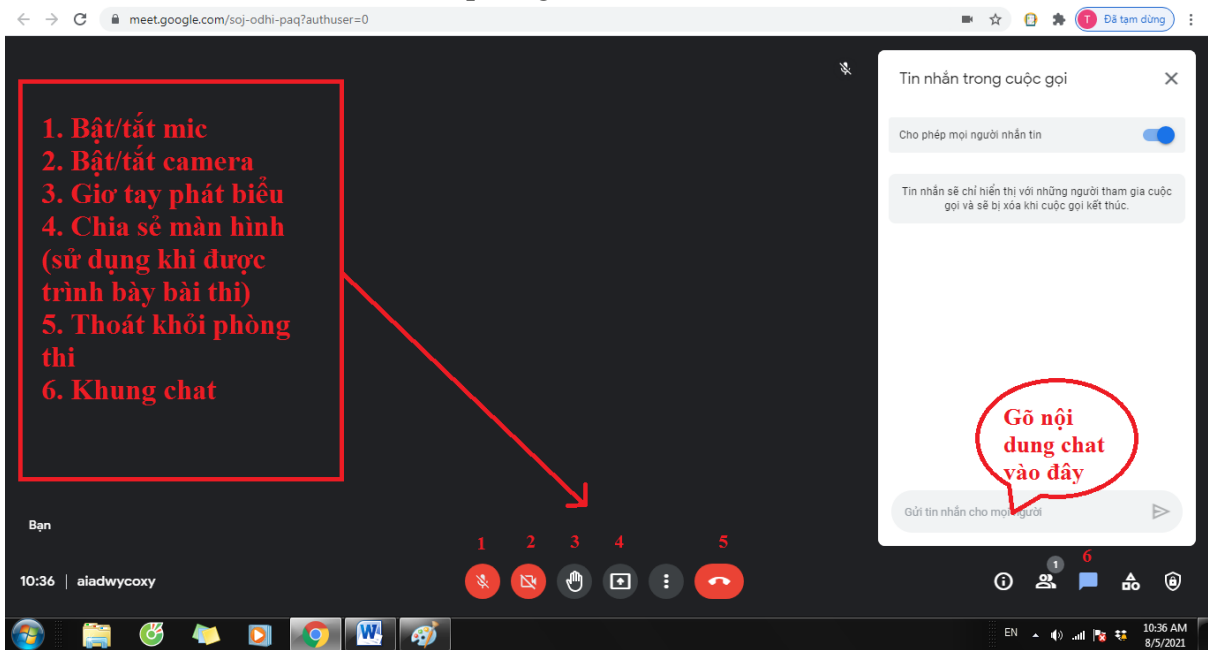 meet.google.com/soj-odhi-paq?authuser=0
T
Đã tạm dừng
1. Bật/tắt mic
2. Bật/tắt camera
3. Giơ tay phát biểu
4. Chia sẻ màn hình
(sử dụng khi được
trình bày bài thi)
5. Thoát khỏi phòng
thi
6. Khung chat
Tin nhắn trong cuộc gọi
Cho phép mọi người nhắn tin
Tin nhắn sẽ chỉ hiển thị với những người tham gia cuộc
gọi và sẽ bị xóa khi cuộc gọi kết thúc.
Gõ nội
dung chat
vào đây
Gửi tin nhắn cho mọi người
Bạn
1 2 3 4 5
6
1
10:36 | aiadwycoxy
EN
10:36 AM
8/5/2021